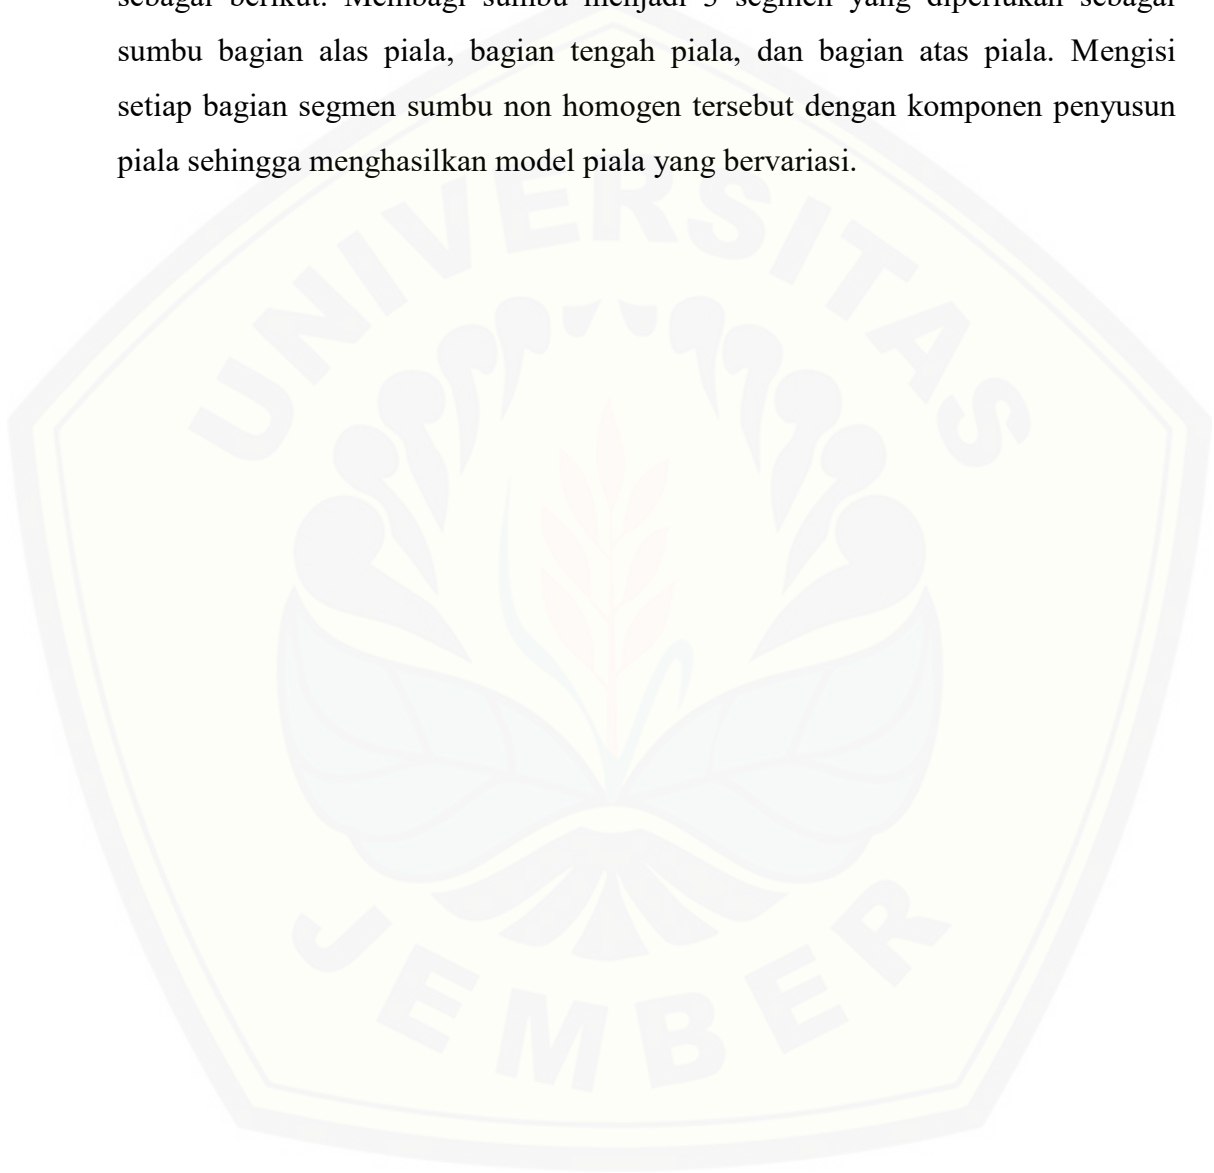 sebagai berikut. Membagi sumbu menjadi 3 segmen yang diperlukan sebagai
sumbu bagian alas piala, bagian tengah piala, dan bagian atas piala. Mengisi
setiap bagian segmen sumbu non homogen tersebut dengan komponen penyusun
piala sehingga menghasilkan model piala yang bervariasi.
UNIVERSITAS
JEMBER